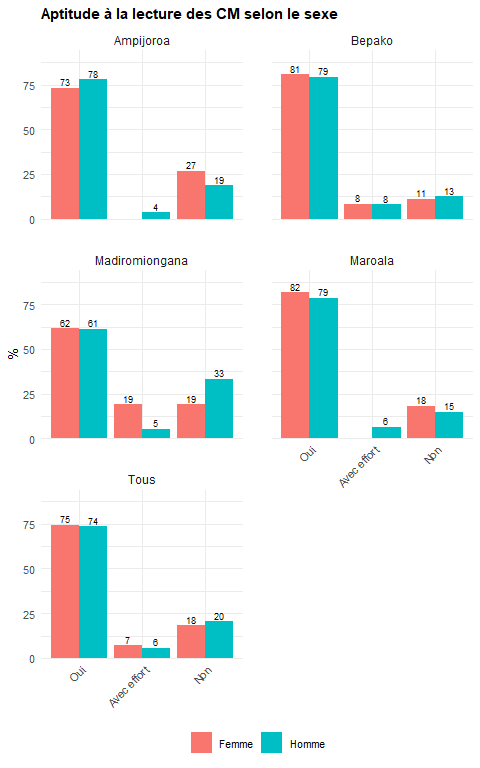 Aptitude à la lecture des CM selon le sexe
Ampijoroa
Bepako
75
50
25
0
73
78
4
27
19
81
79
8
8
11
13
Madiromiongana
Maroala
%
75
50
25
0
62
61
19
5
19
33
82
79
6
18
15
Oui
Avec effort
Non
Tous
75
50
25
0
75
74
7
6
18
20
Oui
Avec effort
Non
Femme
Homme